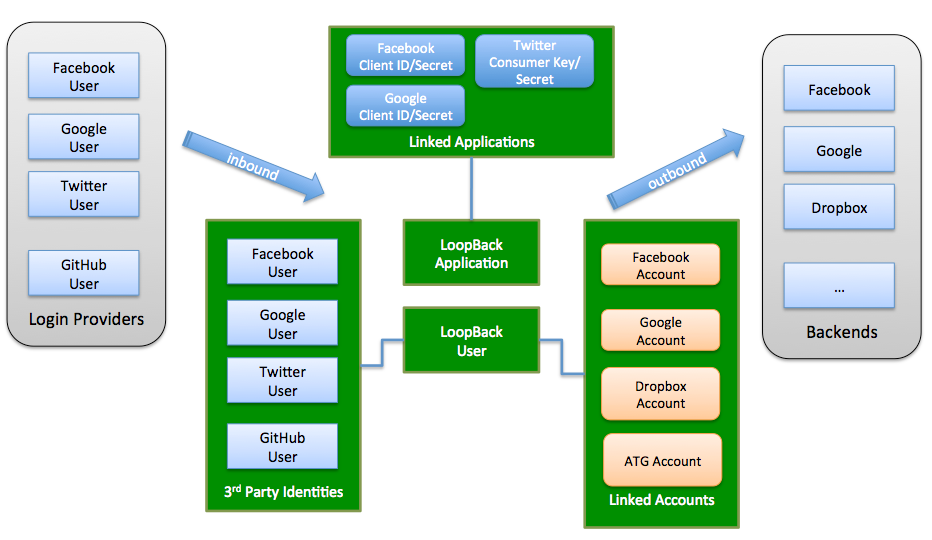 Facebook
User
Google
User
Twitter
User
GitHub
User
Login Providers
inbound
Facebook
Client ID/Secret
Twitter
Consumer Key/
Secret
Google
Client ID/Secret
Linked Applications
outbound
Facebook
Google
Dropbox
...
Backends
Facebook
User
Google
User
Twitter
User
GitHub
User
3rd Party Identities
LoopBack
Application
LoopBack
User
Facebook
Account
Google
Account
Dropbox
Account
ATG Account
Linked Accounts